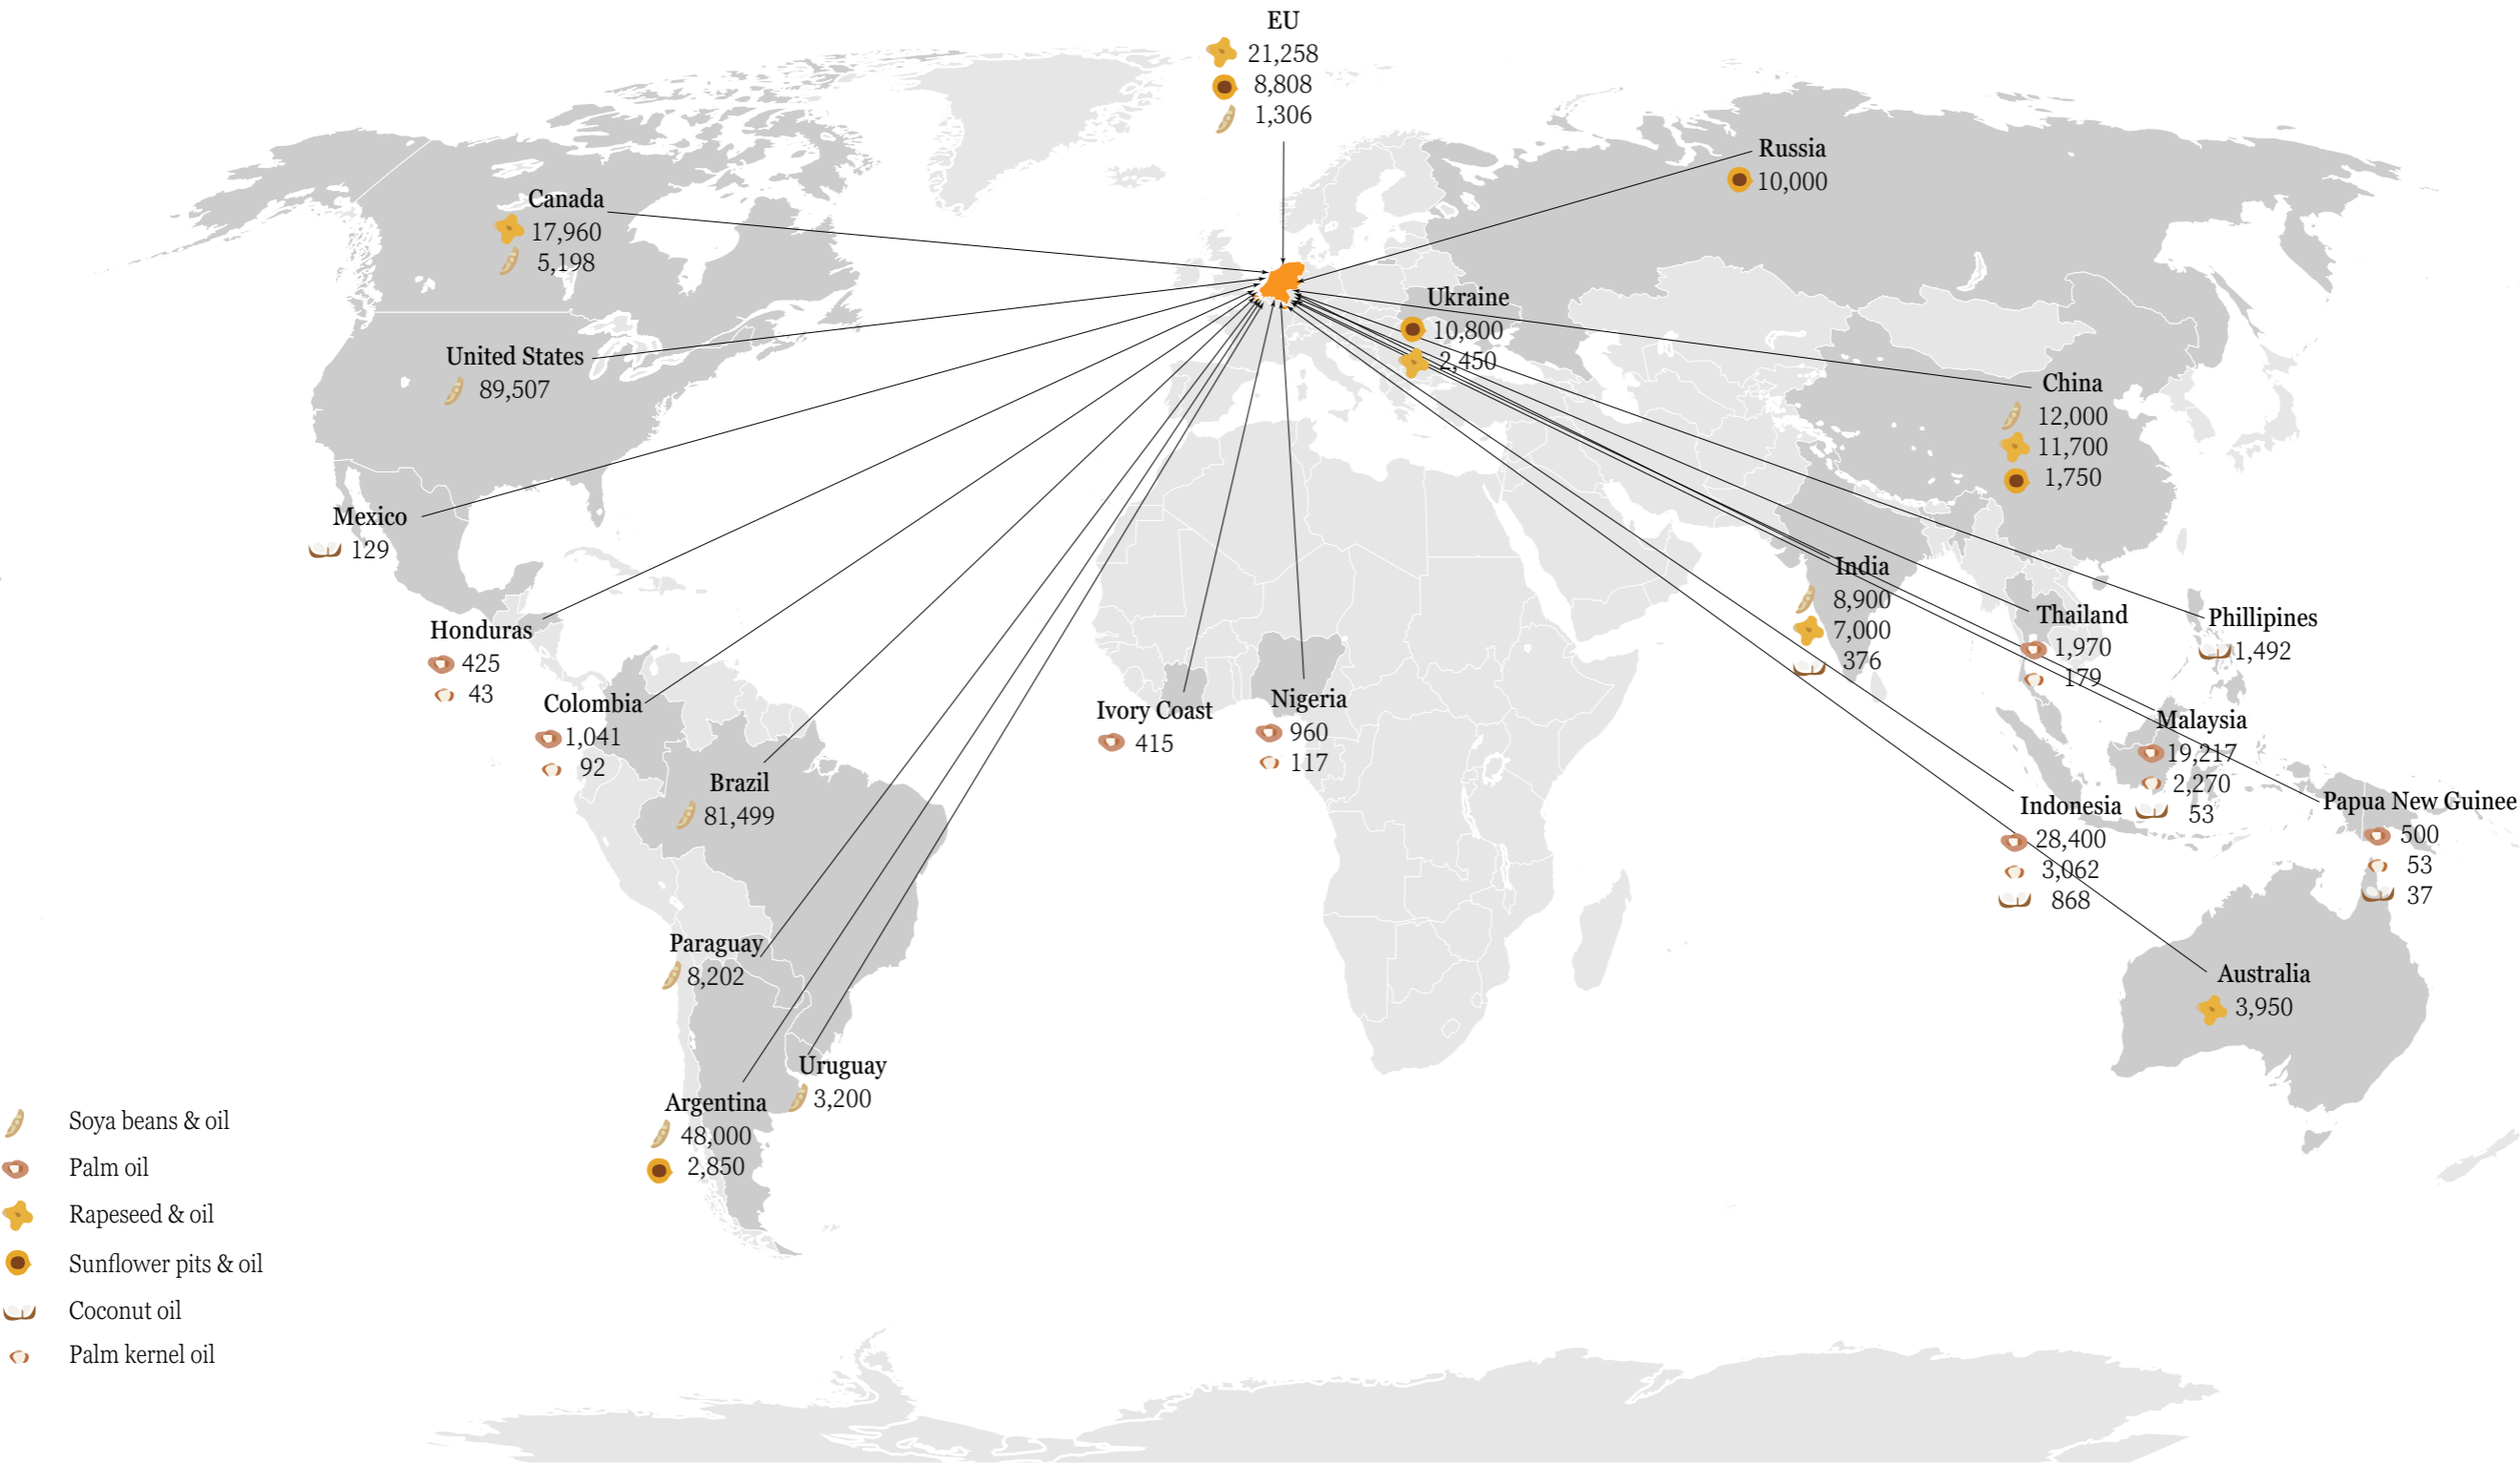 EU
21,258
8,808
1,306
Russia
10,000
Canada
17,960
5,198
Ukraine
10,800
2,450
United States
89,507
China
12,000
11,700
1,750
Mexico
129
India
8,900
7,000
376
Thailand
1,970
179
Phillipines
1,492
Honduras
425
43
Colombia
1,041
92
Ivory Coast
415
Nigeria
960
117
Malaysia
19,217
2,270
53
Brazil
81,499
Indonesia
28,400
3,062
868
Papua New Guinea
500
53
37
Paraguay
8,202
Australia
3,950
Uruguay
3,200
Argentina
48,000
2,850
Soya beans & oil
Palm oil
Rapeseed & oil
Sunflower pits & oil
Coconut oil
Palm kernel oil